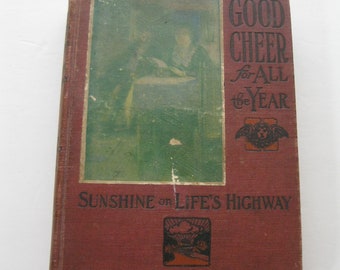 GOOD
CHEER
for ALL
the YEAR
SUNSHINE on LIFE'S HIGHWAY